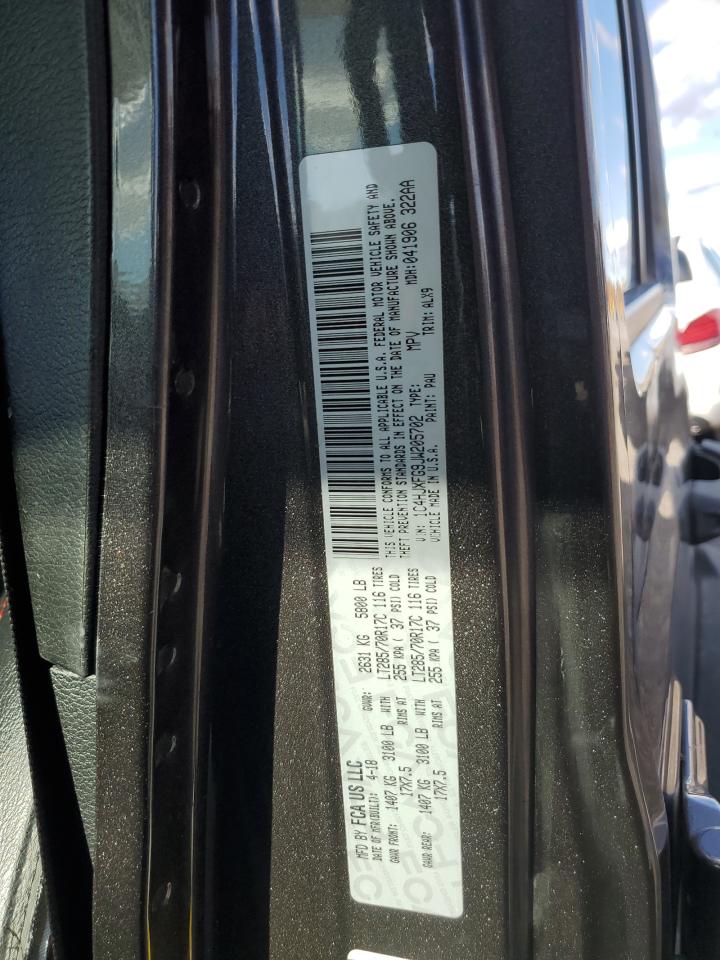 MFD BY FCA US LLC
DATE OF MFR(BUILT): 4-18 GVWR: 2631 KG 5800 LB
GAWR FRONT: 1407 KG 3100 LB WITH LT285/70R17C 116 TIRES
17X7.5 RIMS AT 255 KPA ( 37 PSI) COLD
GAWR REAR: 1407 KG 3100 LB WITH LT285/70R17C 116 TIRES
17X7.5 RIMS AT 255 KPA ( 37 PSI) COLD
THIS VEHICLE CONFORMS TO ALL APPLICABLE U.S.A. FEDERAL MOTOR VEHICLE SAFETY AND
THEFT PREVENTION STANDARDS IN EFFECT ON THE DATE OF MANUFACTURE SHOWN ABOVE.
VIN: 1C4HJXFG9JW205702 TYPE: MPV MDH:041906 322AA
VEHICLE MADE IN U.S.A. PAINT: PAU TRIM: ALX9